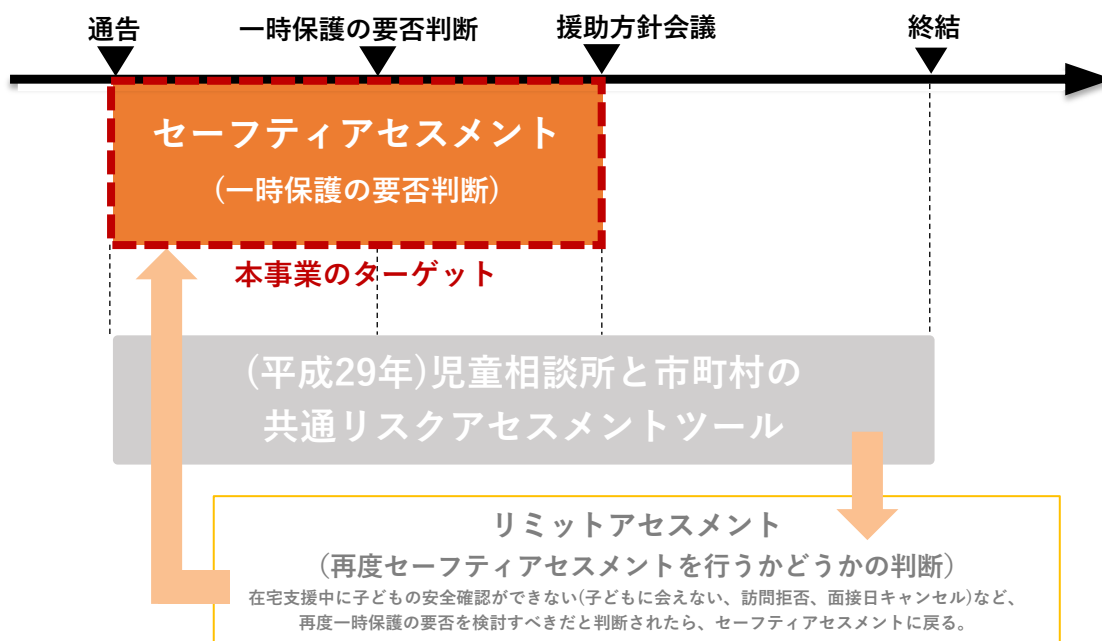 通告
一時保護の要否判断
援助方針会議
終結
セーフティアセスメント
(一時保護の要否判断)
本事業のターゲット
(平成29年)児童相談所と市町村の
共通リスクアセスメントツール
リミットアセスメント
(再度セーフティアセスメントを行うかどうかの判断)
在宅支援中に子どもの安全確認ができない(子どもに会えない、訪問拒否、面接日キャンセル)など、
再度一時保護の要否を検討すべきだと判断されたら、セーフティアセスメントに戻る。